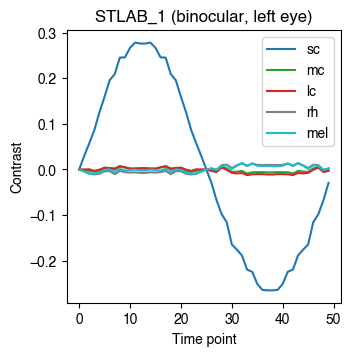 STLAB_1 (binocular, left eye)
0.3
0.2
0.1
0.0
−0.1
−0.2
Contrast
0 10 20 30 40 50
Time point
sc
mc
lc
rh
mel